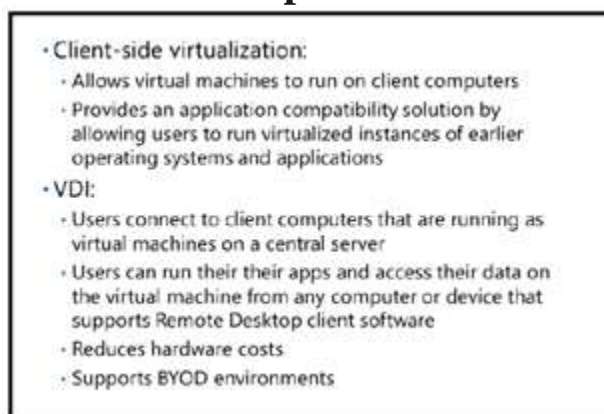 • Client-side virtualization:
• Allows virtual machines to run on client computers
• Provides an application compatibility solution by
allowing users to run virtualized instances of earlier
operating systems and applications
• VDI:
• Users connect to client computers that are running as
virtual machines on a central server
• Users can run their their apps and access their data on
the virtual machine from any computer or device that
supports Remote Desktop client software
• Reduces hardware costs
• Supports BYOD environments